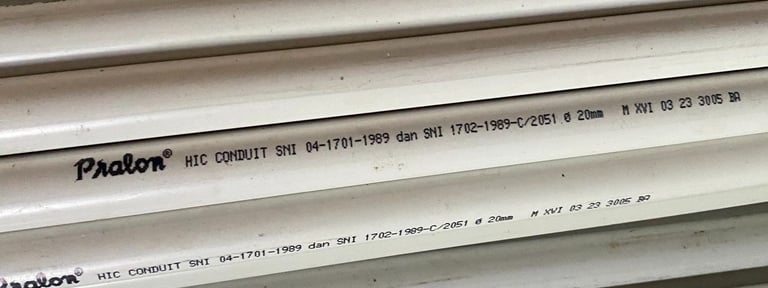 Pralon® HIC CONDUIT SNI 04-1701-1989 dan SNI 1702-1989-C/2051 ø 20mm M XVI 03 23 3005 BA
Pralon® HIC CONDUIT SNI 04-1701-1989 dan SNI 1702-1989-C/2051 ø 20mm M XVI 03 23 3005 BA